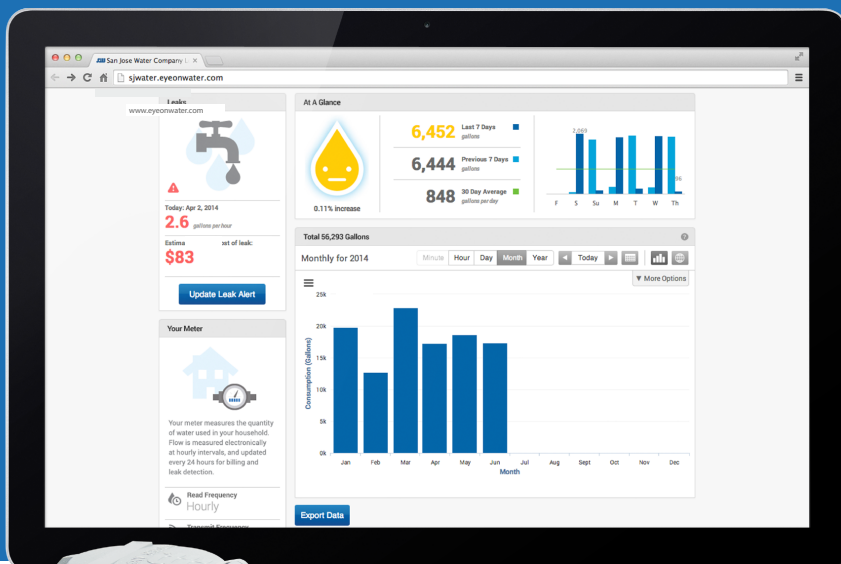 San Jose Water Company
sjwater.eyeonwater.com
Leaks
www.eyeonwater.com
Today: Apr 2, 2014
2.6 gallons per hour
Estima st of leak:
$83
Update Leak Alert
Your Meter
Your meter measures the quantity
of water used in your household.
Flow is measured electronically
at hourly intervals, and updated
every 24 hours for billing and
leak detection.
Read Frequency
Hourly
Transmit Frequency
At A Glance
0.11% increase
6,452 Last 7 Days
gallons
6,444 Previous 7 Days
gallons
848 30 Day Average
gallons per day
2,069
F S Su M T W Th
Total 56,293 Gallons
Monthly for 2014
Minute Hour Day Month Year Today
▼ More Options
Consumption (Gallons)
25k
20k
15k
10k
5k
0k
Jan Feb Mar Apr May Jun Jul Aug Sept Oct Nov Dec
Month
Export Data